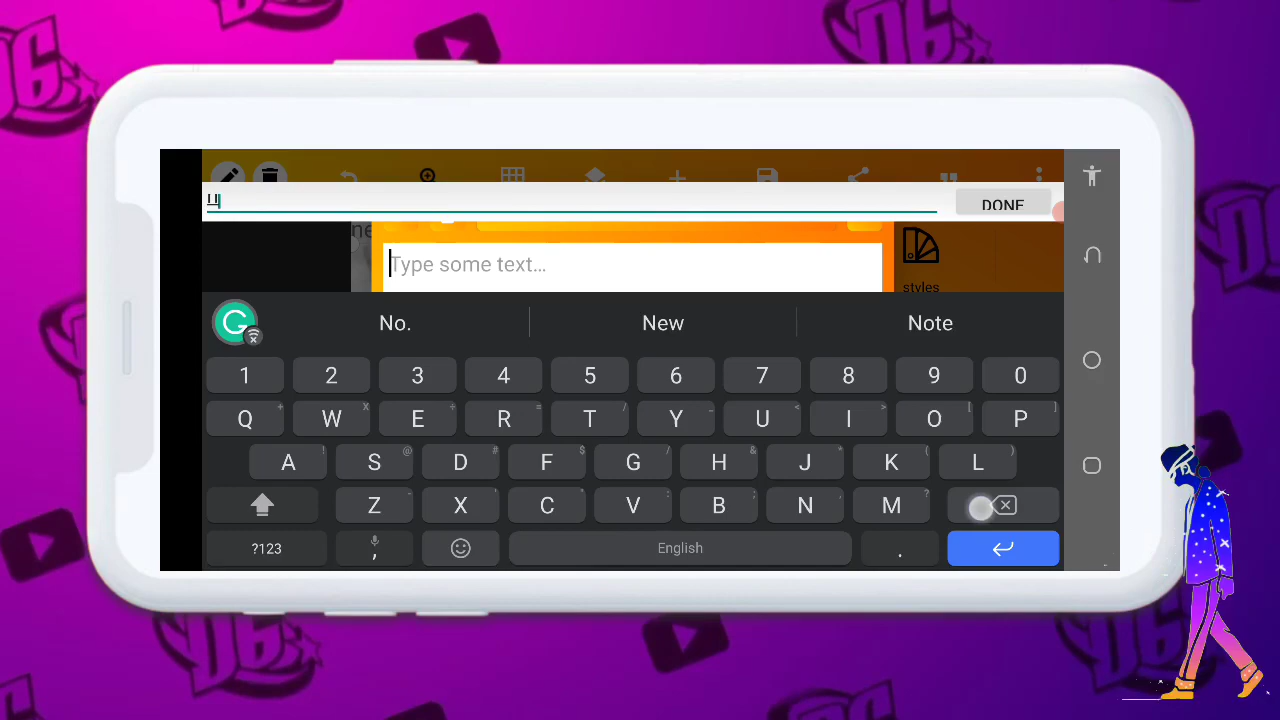 DONE
ne
Type some text...
styles
No. New Note
1 2 3 4 5 6 7 8 9 0
Q W E R T Y U I O P
A S D F G H J K L
Z X C V B N M
?123 , English .